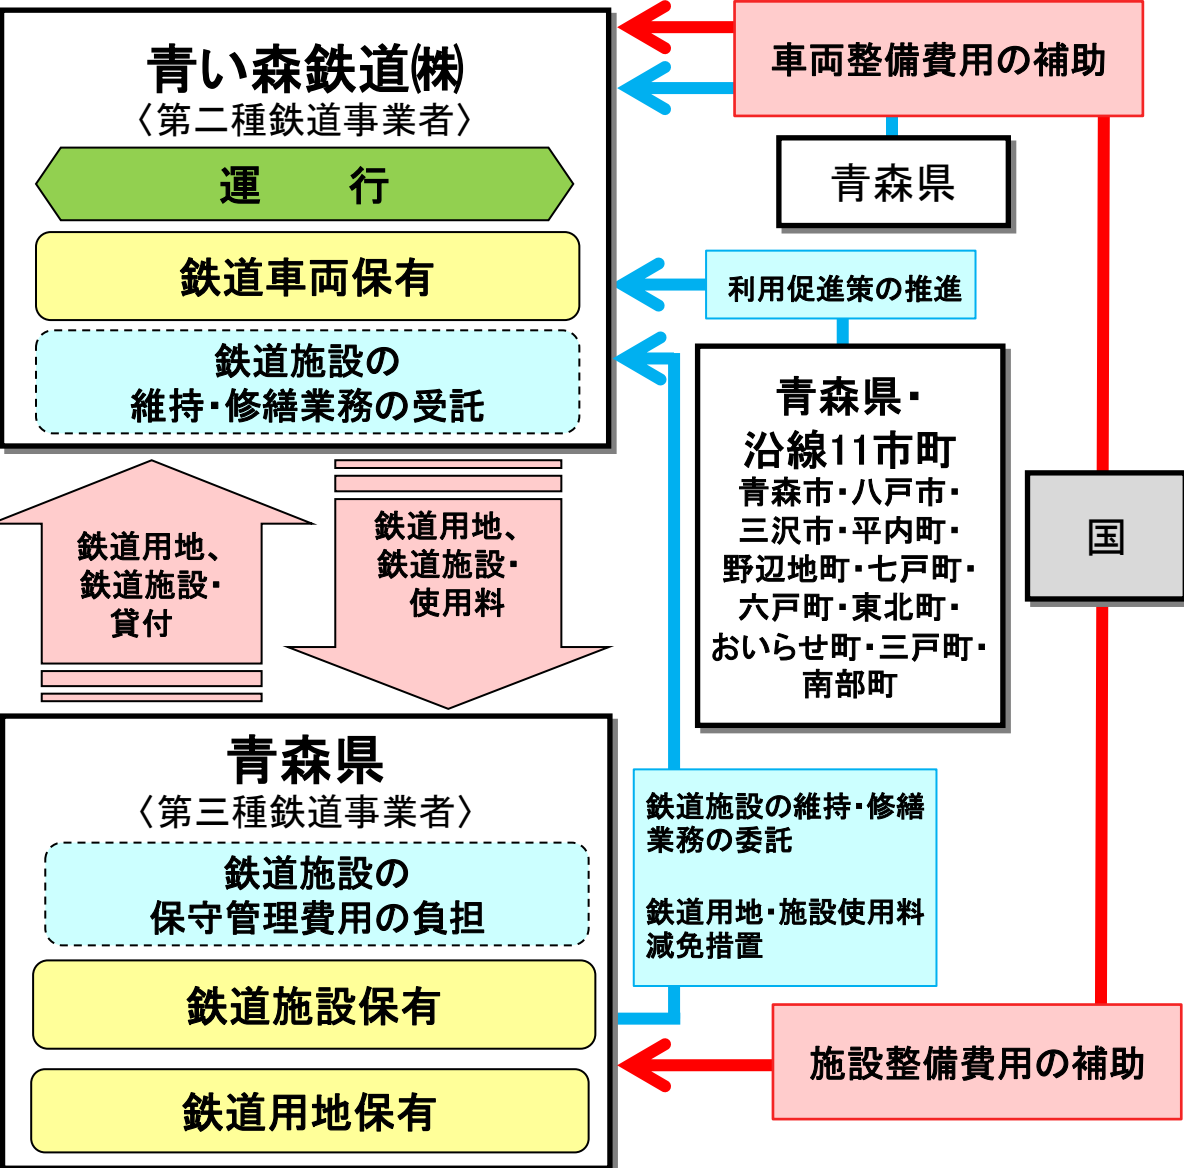 青い森鉄道㈱
〈第二種鉄道事業者〉
運　　行
鉄道車両保有
鉄道施設の
維持・修繕業務の受託
車両整備費用の補助
青森県
利用促進策の推進
青森県・
沿線11市町
青森市・八戸市・
三沢市・平内町・
野辺地町・七戸町・
六戸町・東北町・
おいらせ町・三戸町・
南部町
国
鉄道用地、
鉄道施設・
貸付
鉄道用地、
鉄道施設・
使用料
青森県
〈第三種鉄道事業者〉
鉄道施設の
保守管理費用の負担
鉄道施設保有
鉄道用地保有
鉄道施設の維持・修繕
業務の委託
鉄道用地・施設使用料
減免措置
施設整備費用の補助